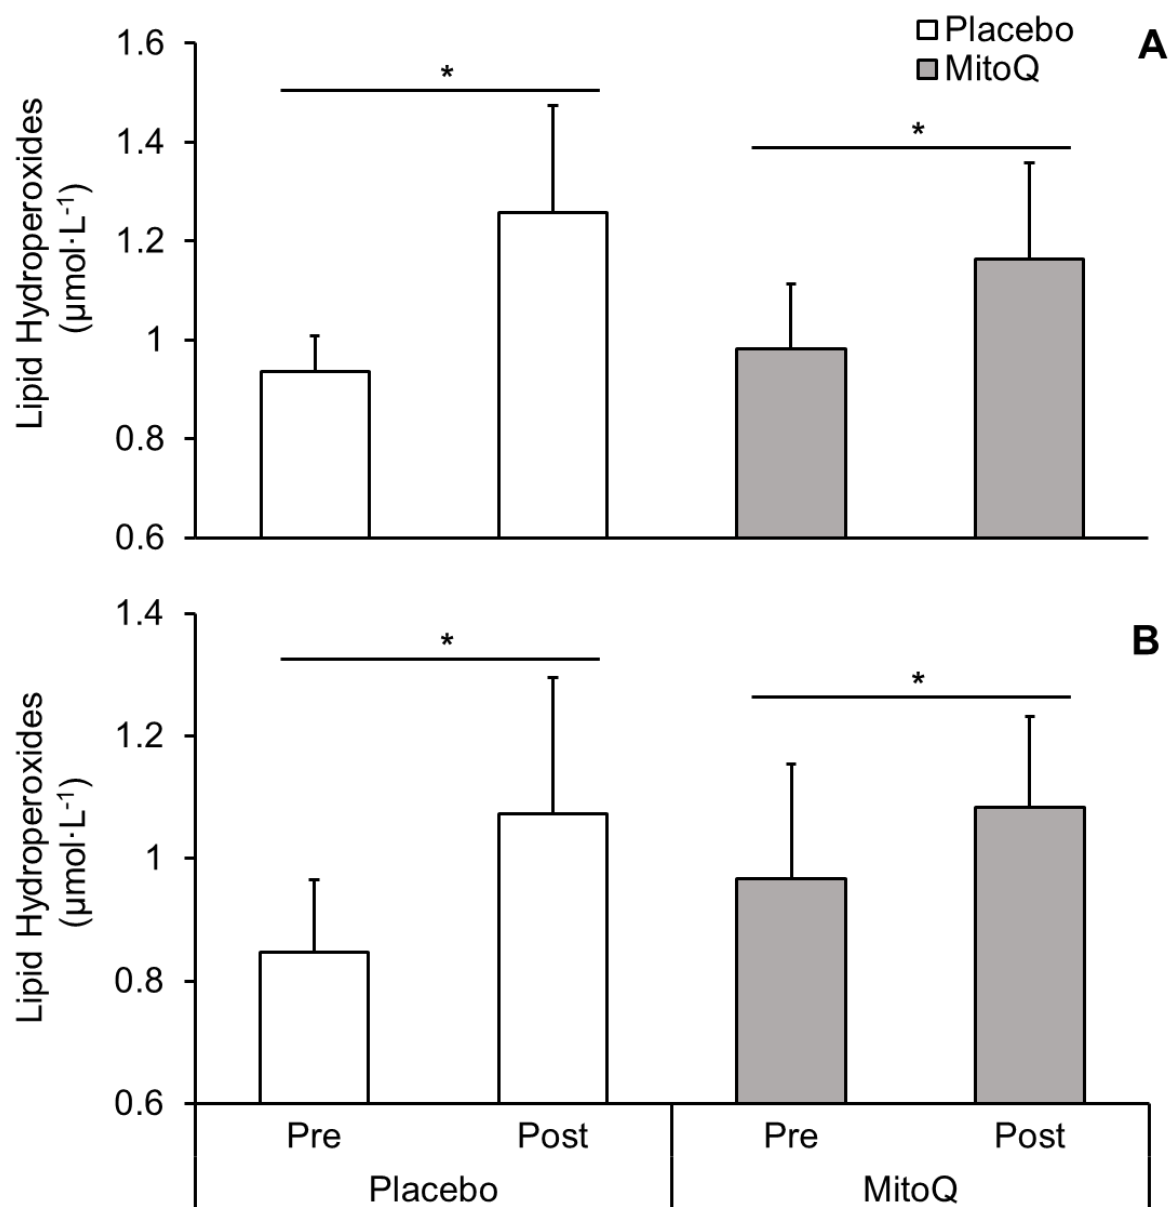 Placebo
MitoQ
A
Lipid Hydroperoxides
(µmol·L⁻¹)
1.6
1.4
1.2
1
0.8
0.6
*
*
B
Lipid Hydroperoxides
(µmol·L⁻¹)
1.4
1.2
1
0.8
0.6
*
*
Pre Post Pre Post
Placebo MitoQ